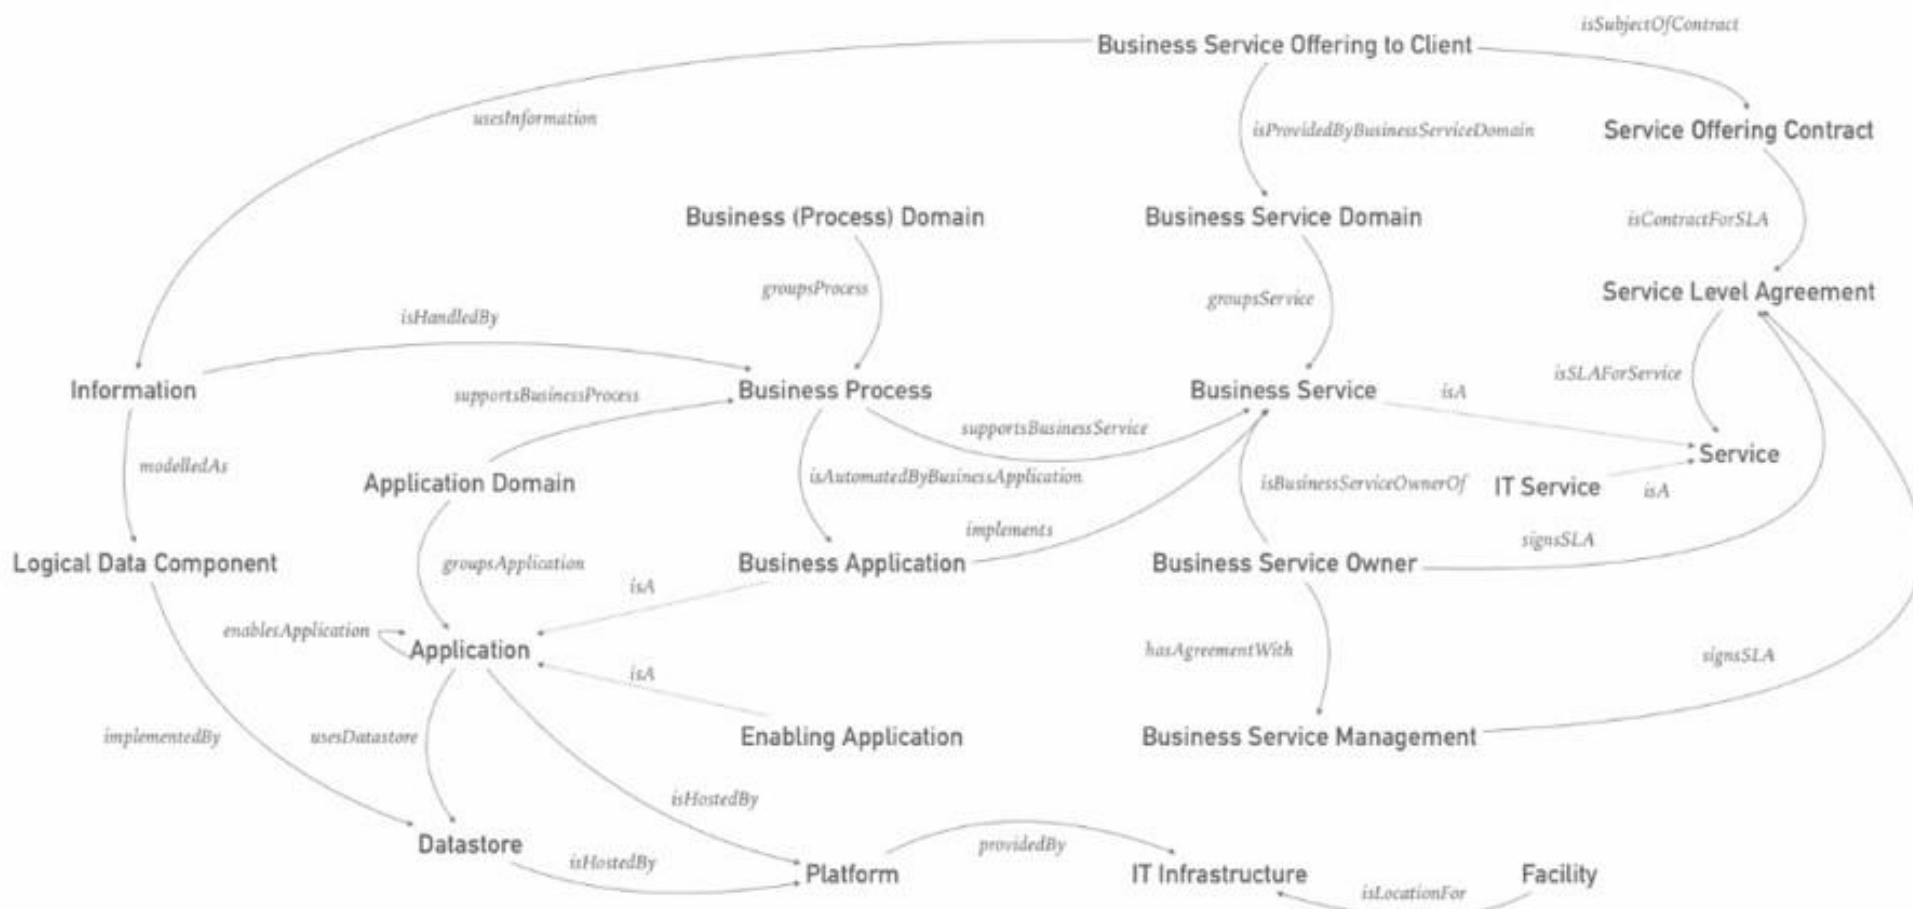 isSubjectOfContract
Business Service Offering to Client
usesInformation
isProvidedByBusinessServiceDomain
Service Offering Contract
Business (Process) Domain
Business Service Domain
isContractForSLA
groupsProcess
groupsService
Service Level Agreement
isHandledBy
Information
supportsBusinessProcess
Business Process
Business Service
isA
isSLAForService
supportsBusinessService
Service
modelledAs
Application Domain
isAutomatedByBusinessApplication
isBusinessServiceOwnerOf
IT Service
isA
implements
signsSLA
Logical Data Component
groupsApplication
Business Application
Business Service Owner
isA
enablesApplication
Application
hasAgreementWith
signsSLA
isA
implementedBy
usesDatastore
Enabling Application
Business Service Management
isHostedBy
Datastore
isHostedBy
providedBy
Platform
IT Infrastructure
Facility
isLocationFor